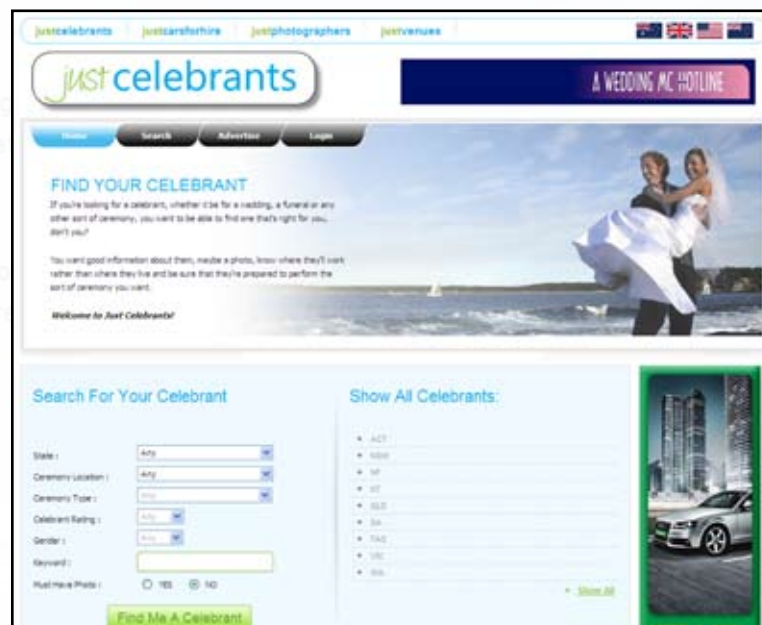 justcelebrants justcarsforhire justphotographers justvenues
just celebrants
A WEDDING MC HOTLINE
Home Search Advertise Login
FIND YOUR CELEBRANT
If you're looking for a celebrant, whether it be for a wedding, a funeral or any
other sort of ceremony, you want to be able to find one that's right for you,
don't you?
You want good information about them, maybe a photo, know where they'll work
rather than where they live and be sure that they're prepared to perform the
sort of ceremony you want.
Welcome to Just Celebrants!
Search For Your Celebrant
State : Any
Ceremony Location : Any
Ceremony Type : Any
Celebrant Rating : Any
Gender : Any
Keyword :
Must Have Photo : YES NO
Find Me A Celebrant
Show All Celebrants:
ACT
NSW
NT
QLD
SA
TAS
VIC
WA
Show All